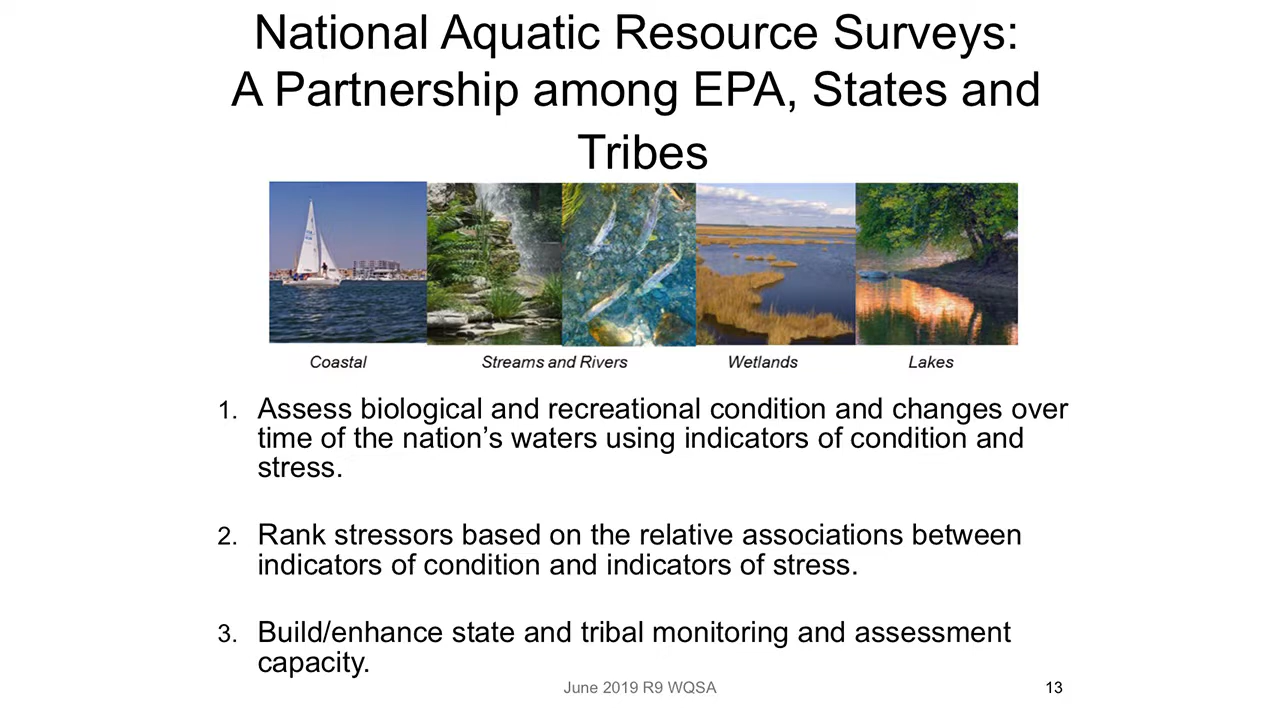 National Aquatic Resource Surveys:
A Partnership among EPA, States and
Tribes
Coastal
Streams and Rivers
Wetlands
Lakes
1. Assess biological and recreational condition and changes over
time of the nation’s waters using indicators of condition and
stress.
2. Rank stressors based on the relative associations between
indicators of condition and indicators of stress.
3. Build/enhance state and tribal monitoring and assessment
capacity.
June 2019 R9 WQSA
13